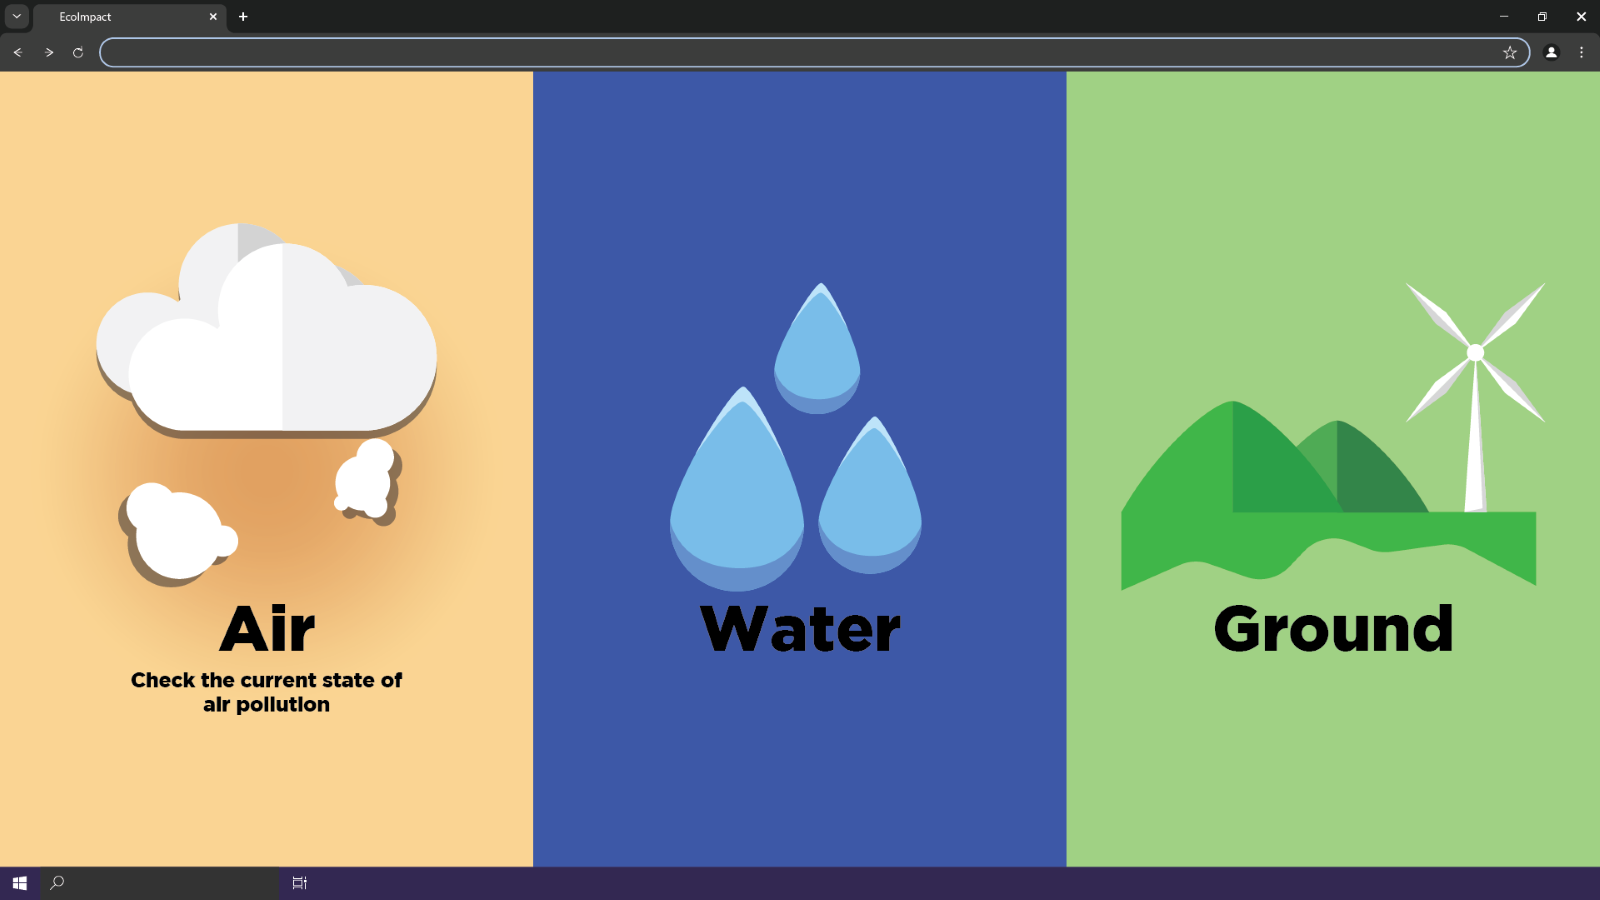 EcoImpact
Air
Check the current state of
air pollution
Water
Ground